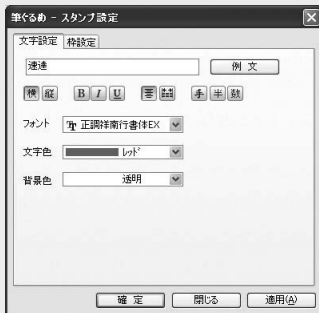 筆ぐるめ - スタンプ設定
文字設定 枠設定
速達 例 文
横 縦 B I U 手 半 数
フォント 正調祥南行書体EX
文字色 レッド
背景色 透明
確 定 閉じる 適用(A)